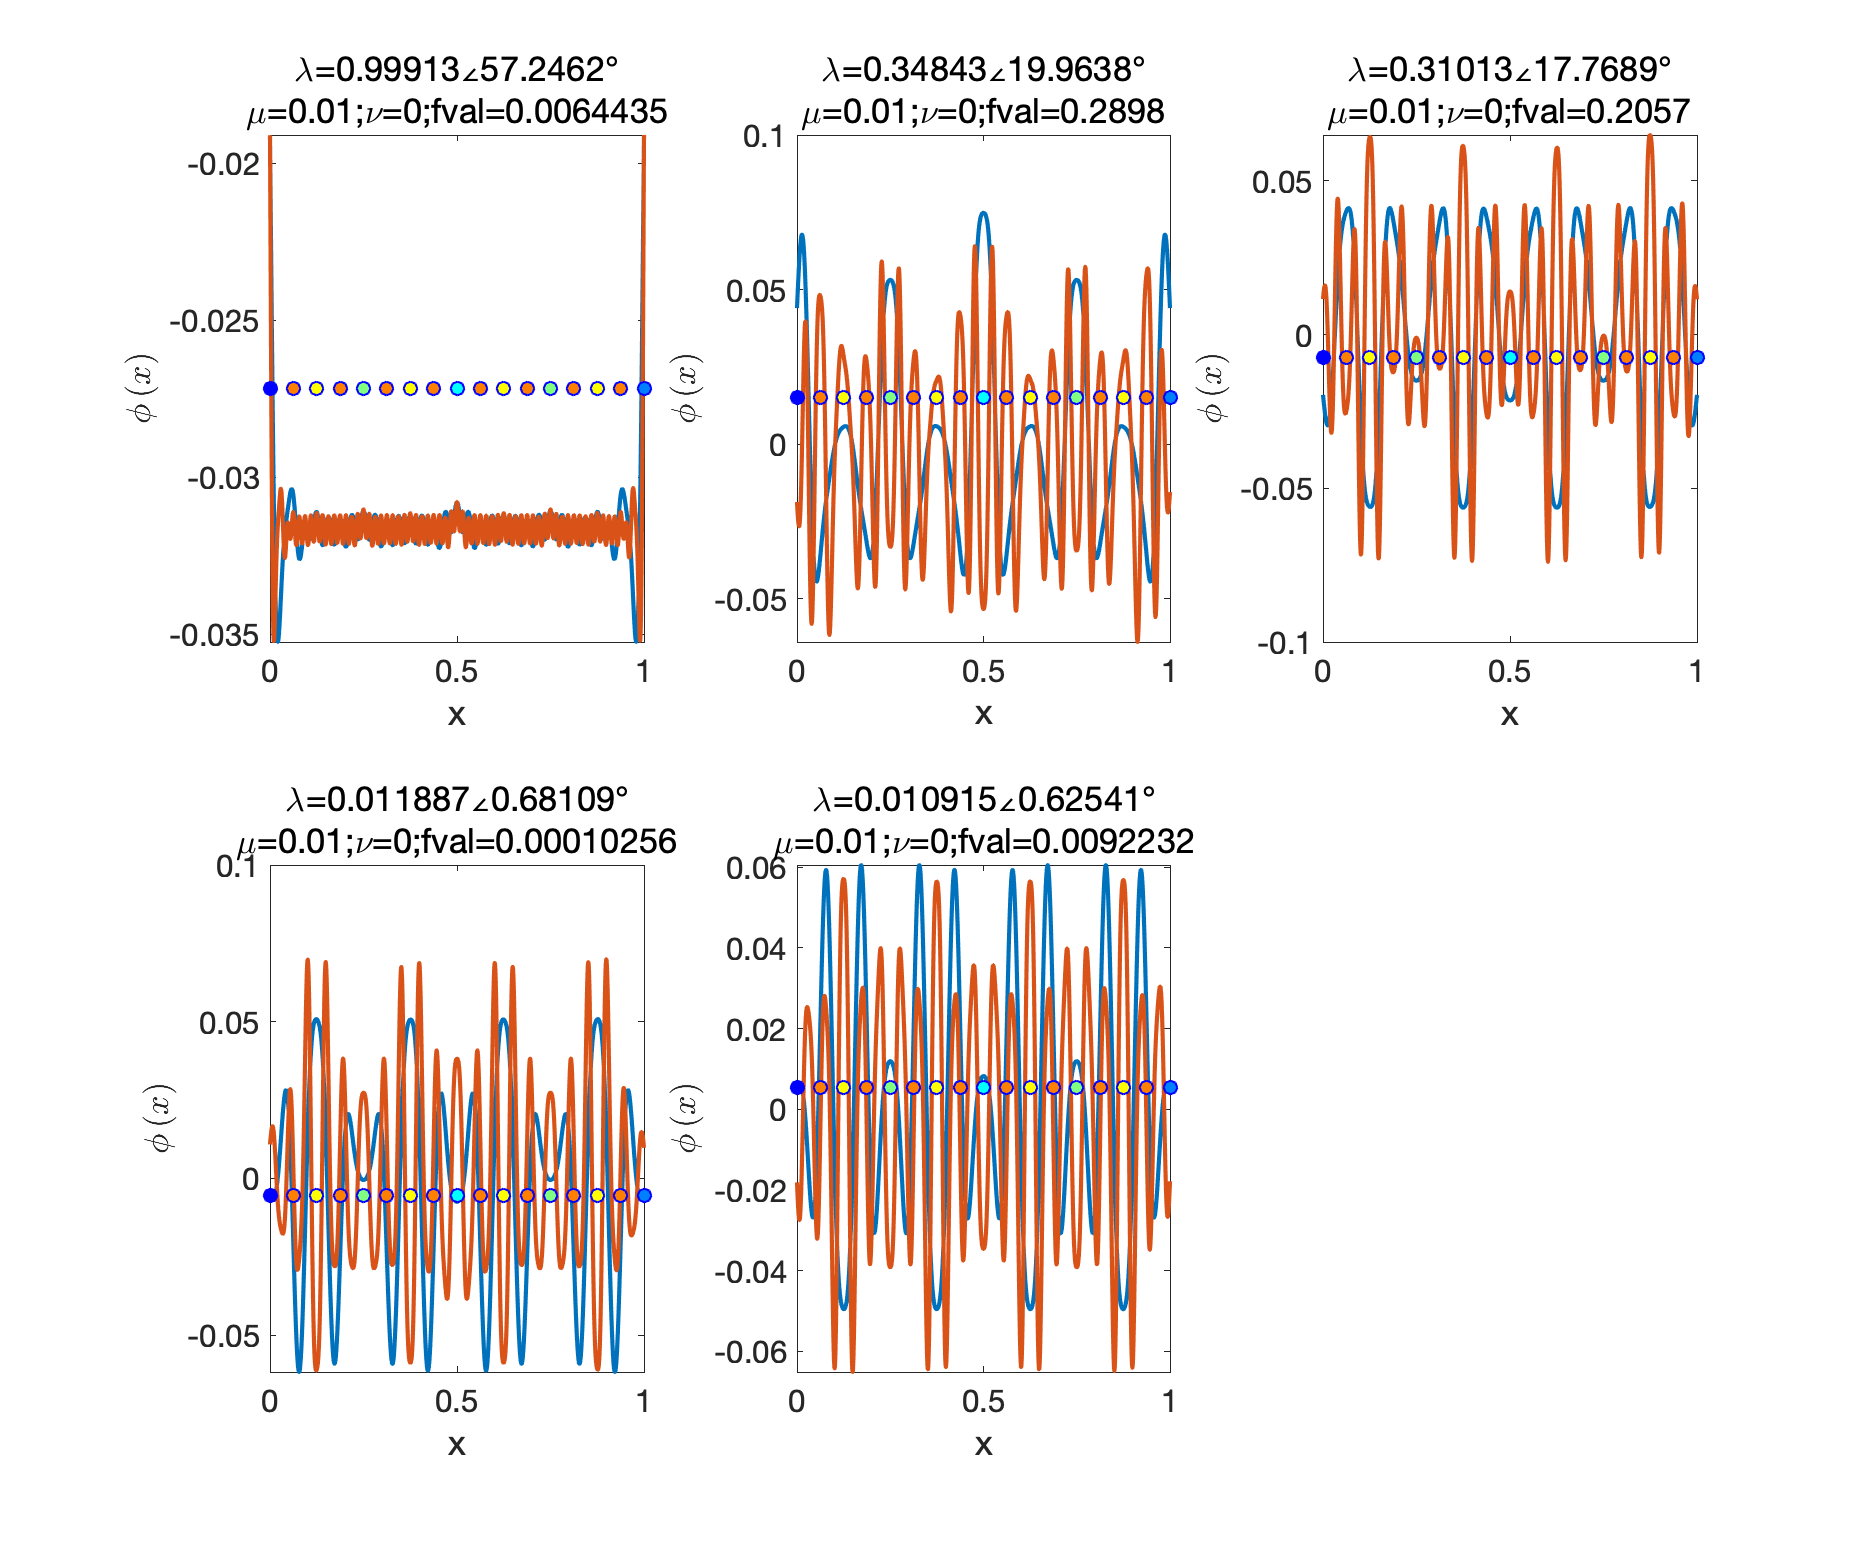 λ=0.99913∠57.2462°
μ=0.01;ν=0;fval=0.0064435
-0.02
-0.025
-0.03
-0.035
0 0.5 1
x
ϕ(x)
λ=0.34843∠19.9638°
μ=0.01;ν=0;fval=0.2898
0.1
0.05
0
-0.05
0 0.5 1
x
ϕ(x)
λ=0.31013∠17.7689°
μ=0.01;ν=0;fval=0.2057
0.05
0
-0.05
-0.1
0 0.5 1
x
ϕ(x)
λ=0.011887∠0.68109°
μ=0.01;ν=0;fval=0.00010256
0.1
0.05
0
-0.05
0 0.5 1
x
ϕ(x)
λ=0.010915∠0.62541°
μ=0.01;ν=0;fval=0.0092232
0.06
0.04
0.02
0
-0.02
-0.04
-0.06
0 0.5 1
x
ϕ(x)